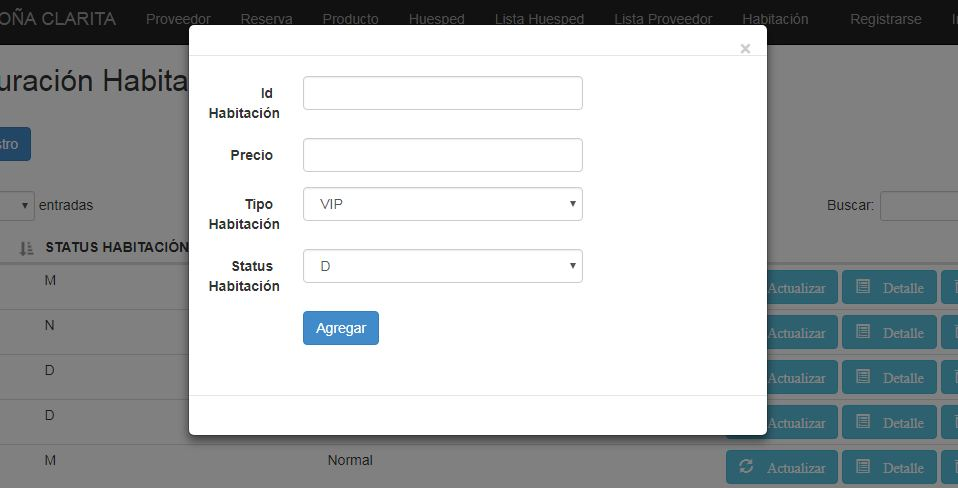 OÑA CLARITA Proveedor Reserva Producto Huesped Lista Huesped Lista Proveedor Habitación Registrarse
×
uración Habita
Id
Habitación
stro
Precio
entradas
Tipo
Habitación
VIP
Buscar:
STATUS HABITACIÓN
Status
Habitación
D
M
Actualizar Detalle
N
Agregar
Actualizar Detalle
D
Actualizar Detalle
D
Actualizar Detalle
M Normal Actualizar Detalle